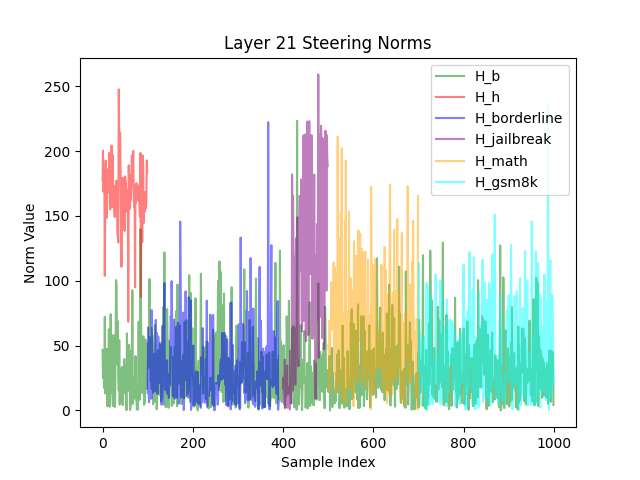 Layer 21 Steering Norms
H_b
H_h
H_borderline
H_jailbreak
H_math
H_gsm8k
Norm Value
250
200
150
100
50
0
0
200
400
600
800
1000
Sample Index